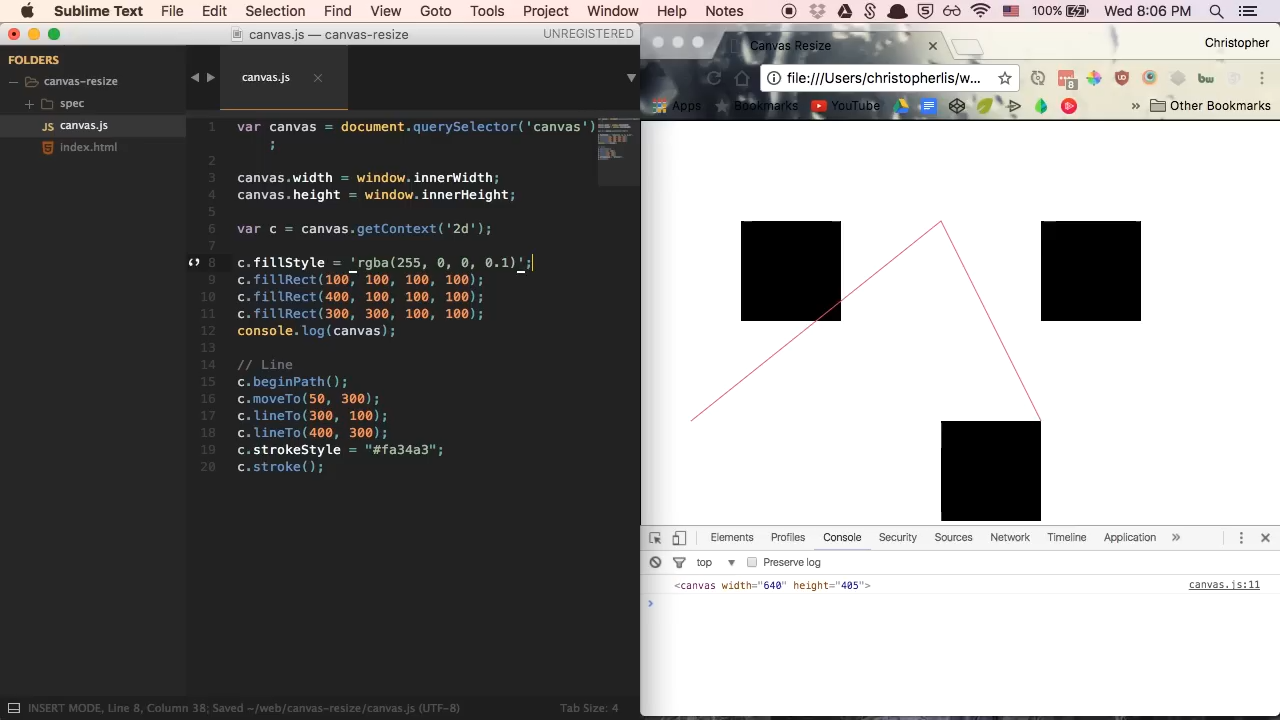 Sublime Text File Edit Selection Find View Goto Tools Project Window Help Notes 100% Wed 8:06 PM
canvas.js — canvas-resize UNREGISTERED
FOLDERS
canvas-resize
spec
canvas.js
index.html
canvas.js
1 var canvas = document.querySelector('canvas')
;
2
3 canvas.width = window.innerWidth;
4 canvas.height = window.innerHeight;
5
6 var c = canvas.getContext('2d');
7
8 c.fillStyle = 'rgba(255, 0, 0, 0.1)';
9 c.fillRect(100, 100, 100, 100);
10 c.fillRect(400, 100, 100, 100);
11 c.fillRect(300, 300, 100, 100);
12 console.log(canvas);
13
14 // Line
15 c.beginPath();
16 c.moveTo(50, 300);
17 c.lineTo(300, 100);
18 c.lineTo(400, 300);
19 c.strokeStyle = "#fa34a3";
20 c.stroke();
INSERT MODE, Line 8, Column 38; Saved ~/web/canvas-resize/canvas.js (UTF-8) Tab Size: 4
Canvas Resize Christopher
file:///Users/christopherlis/w... 8 bw
Apps Bookmarks YouTube » Other Bookmarks
Elements Profiles Console Security Sources Network Timeline Application »
top Preserve log
<canvas width="640" height="405"> canvas.js:11